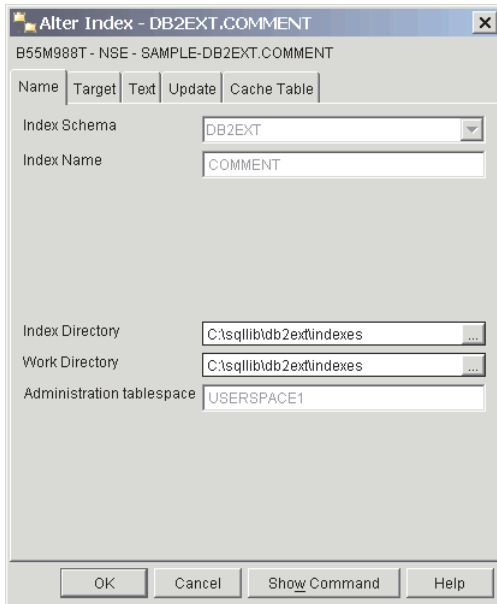 Alter Index - DB2EXT.COMMENT
B55M988T - NSE - SAMPLE-DB2EXT.COMMENT
Name Target Text Update Cache Table
Index Schema DB2EXT
Index Name COMMENT
Index Directory C:\sqllib\db2ext\indexes ...
Work Directory C:\sqllib\db2ext\indexes ...
Administration tablespace USERSPACE1
OK Cancel Show Command Help